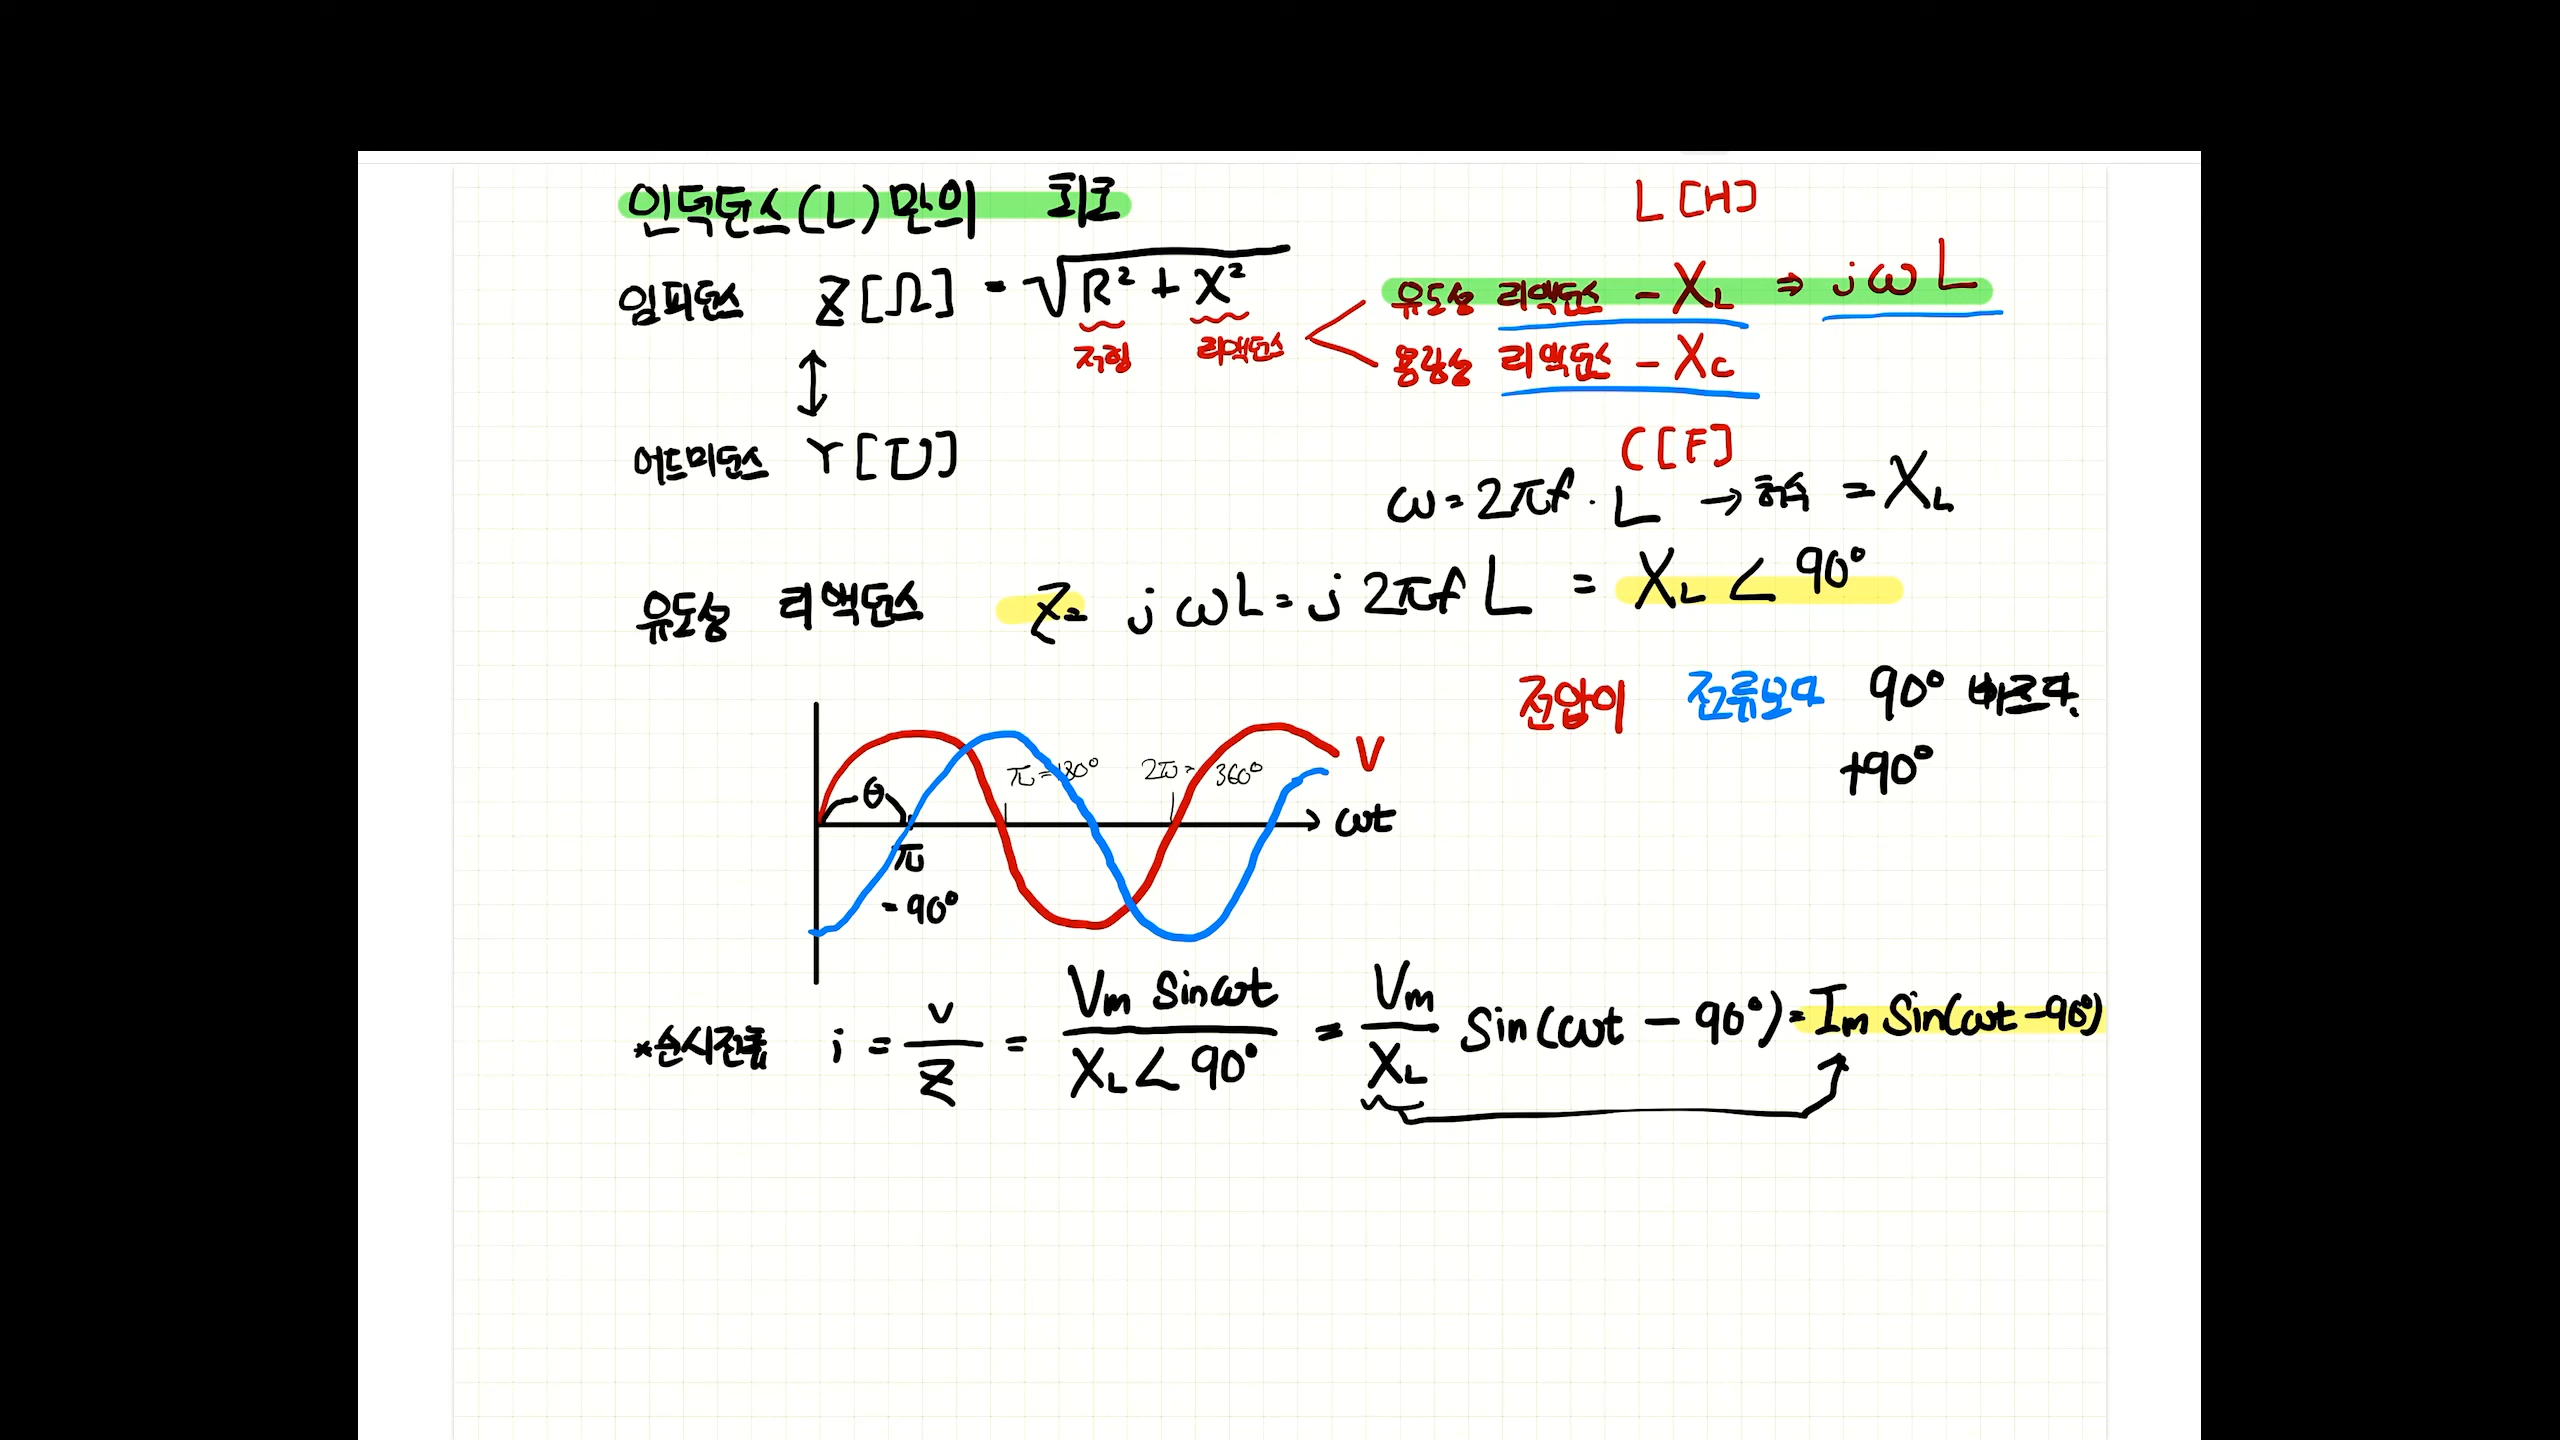 인덕턴스(L)만의 회로
L [H]
임피던스 Z[Ω] = √R² + X²
저항 리액턴스
유도성 리액턴스 - XL ⇒ jωL
용량성 리액턴스 - XC
C[F]
어드미턴스 Y[℧]
ω = 2πf · L → 허수 = XL
유도성 리액턴스 Z = jωL = j2πf L = XL ∠ 90°
전압이 전류보다 90° 빠르다.
+90°
V
π = 180° 2π = 360°
θ
ωt
π
= 90°
*순시전류 i = v/Z = Vm Sinωt / XL ∠ 90° = Vm/XL Sin(ωt - 90°) = Im Sin(ωt - 90°)